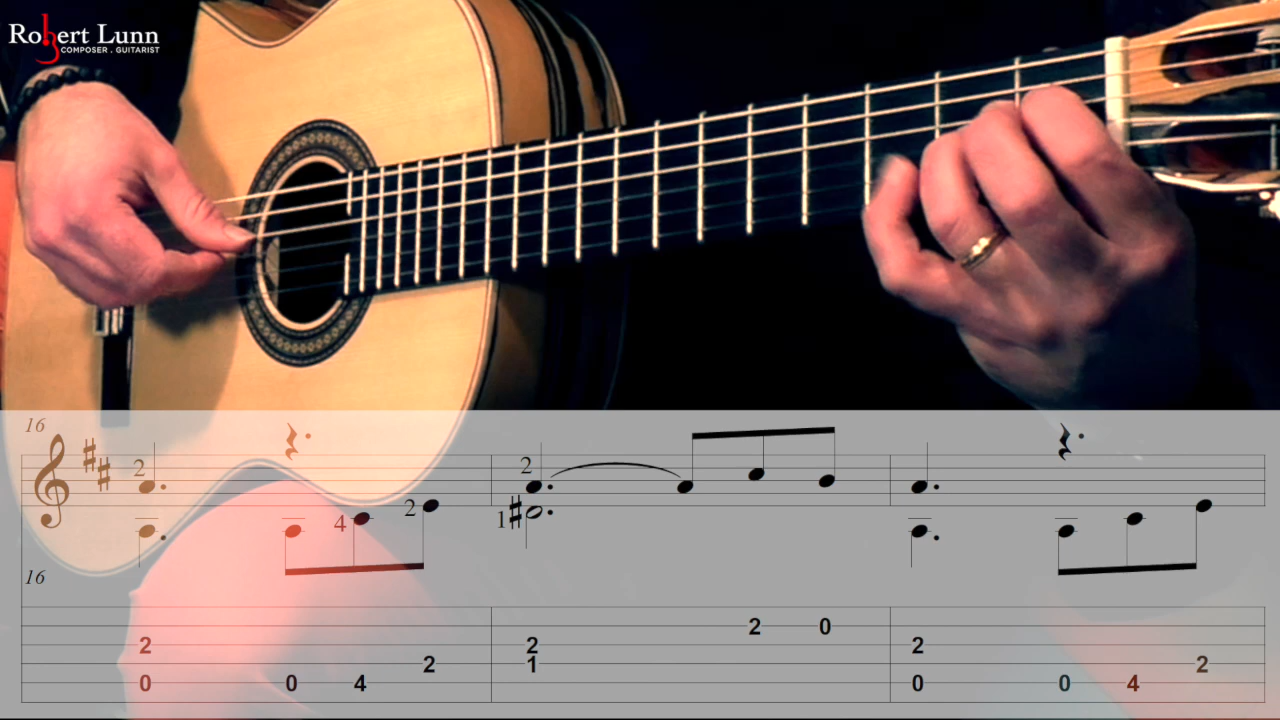 Robert Lunn
COMPOSER . GUITARIST
16
2
2
4
2
1
16
2 0
2 2 2
2 1 2
0 0 4 0 0 4